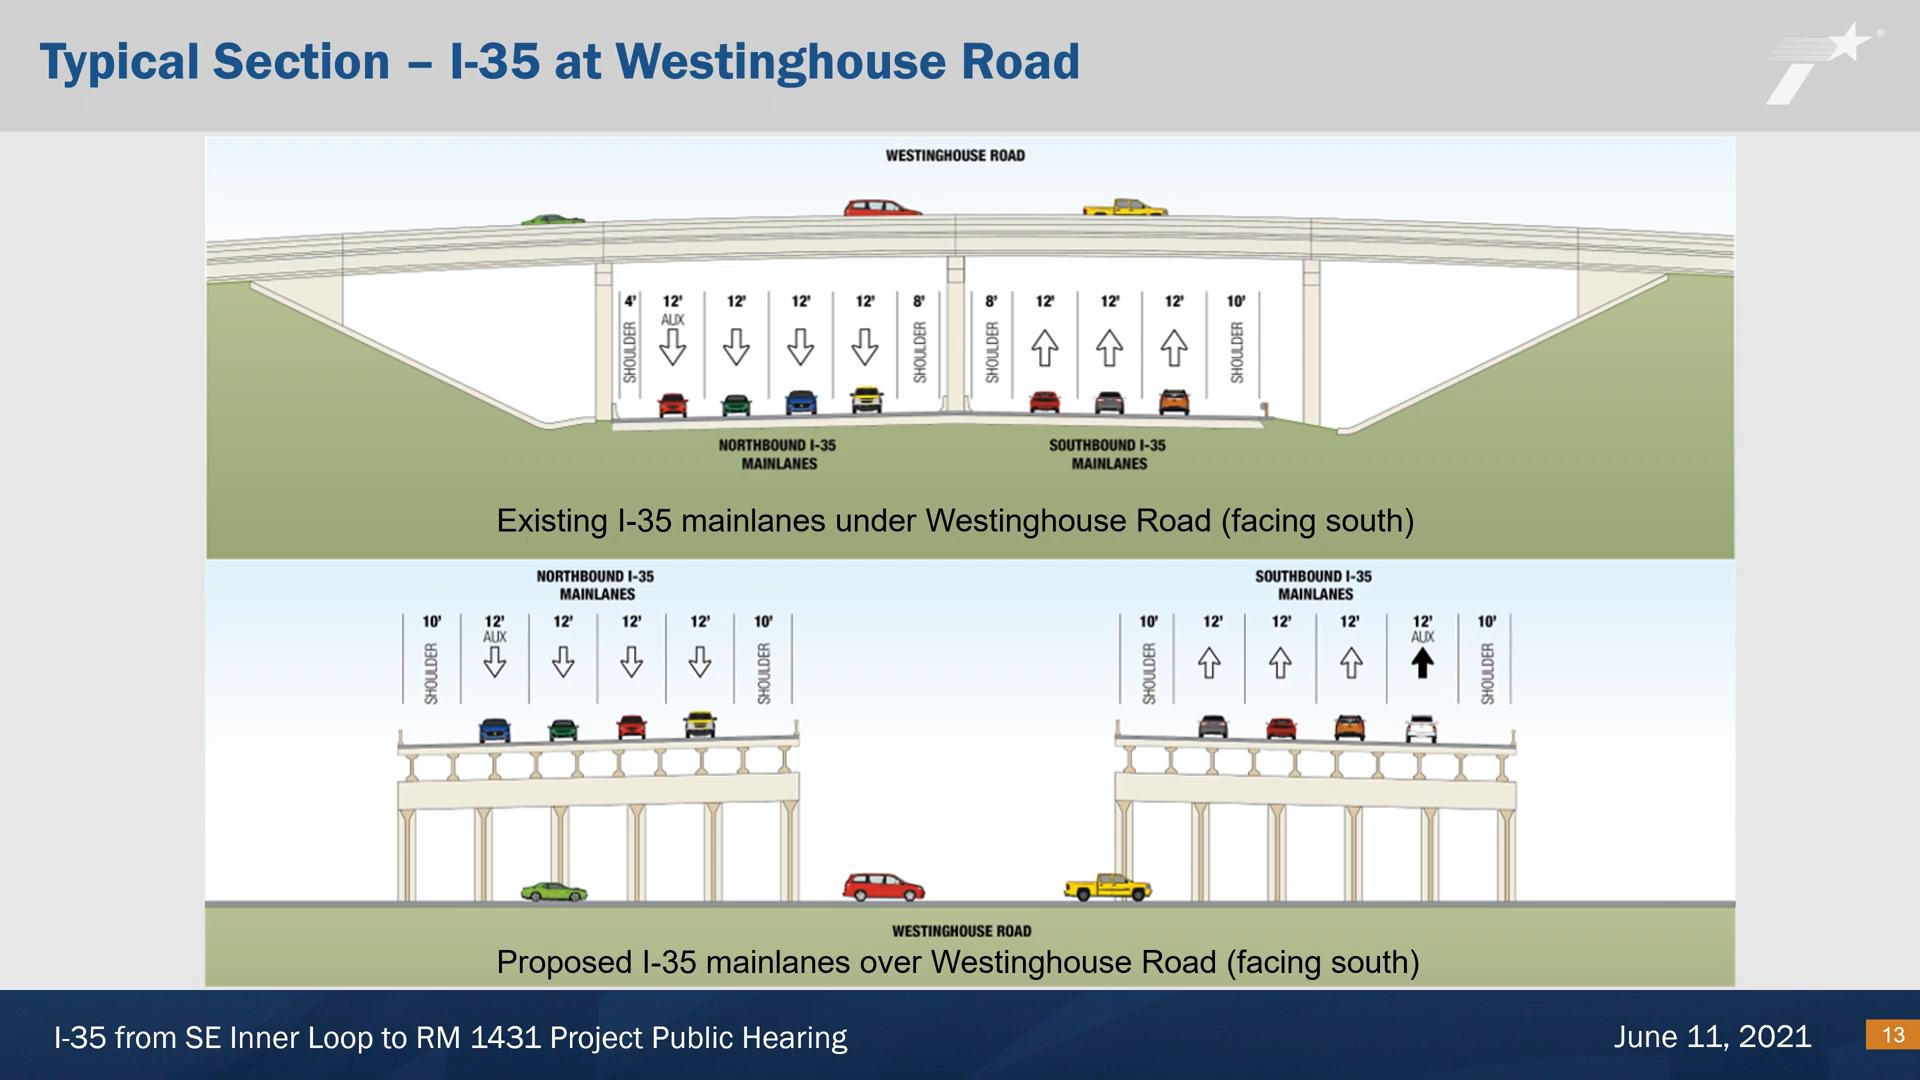 Typical Section – I-35 at Westinghouse Road
®
WESTINGHOUSE ROAD
4' 12' 12' 12' 12' 8' 8' 12' 12' 12' 10'
AUX
SHOULDER SHOULDER SHOULDER SHOULDER
NORTHBOUND I-35
MAINLANES
SOUTHBOUND I-35
MAINLANES
Existing I-35 mainlanes under Westinghouse Road (facing south)
NORTHBOUND I-35
MAINLANES
SOUTHBOUND I-35
MAINLANES
10' 12' 12' 12' 12' 10' 10' 12' 12' 12' 12' 10'
AUX AUX
SHOULDER SHOULDER SHOULDER SHOULDER
WESTINGHOUSE ROAD
Proposed I-35 mainlanes over Westinghouse Road (facing south)
I-35 from SE Inner Loop to RM 1431 Project Public Hearing
June 11, 2021
13